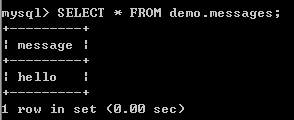 mysql> SELECT * FROM demo.messages;
+---------+
| message |
+---------+
| hello   |
+---------+
1 row in set (0.00 sec)